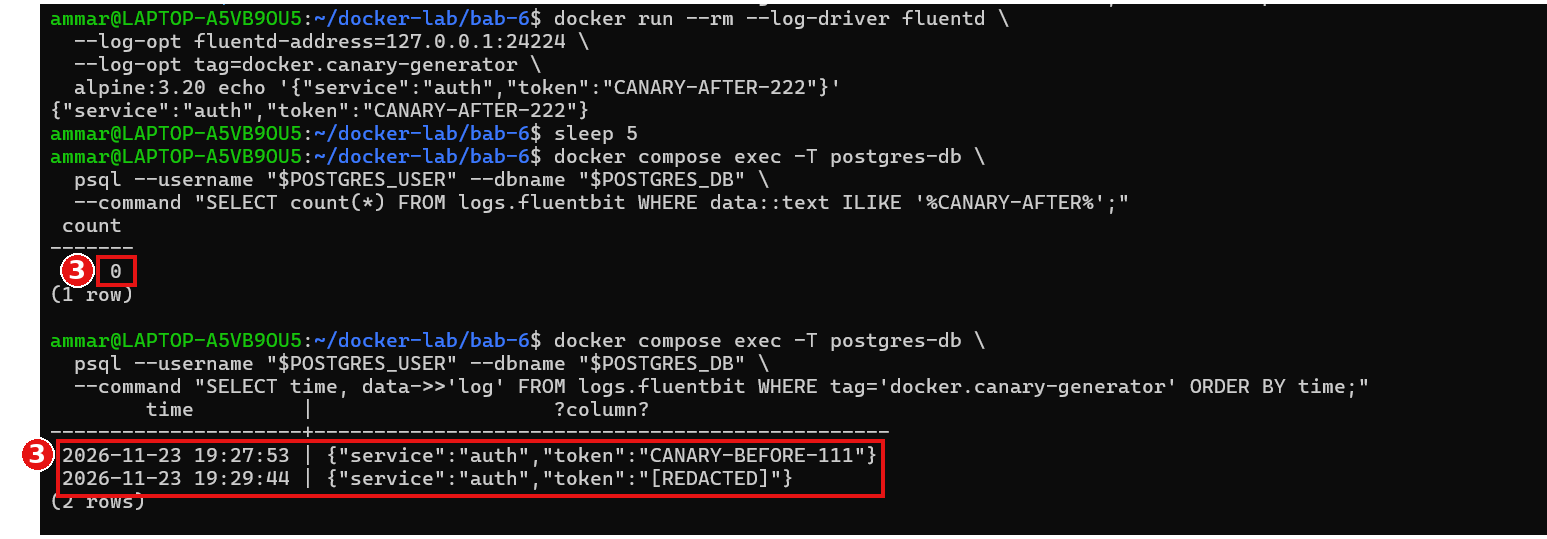 ammar@LAPTOP-A5VB9OU5:~/docker-lab/bab-6$ docker run --rm --log-driver fluentd \
--log-opt fluentd-address=127.0.0.1:24224 \
--log-opt tag=docker.canary-generator \
alpine:3.20 echo '{"service":"auth","token":"CANARY-AFTER-222"}'
{"service":"auth","token":"CANARY-AFTER-222"}
ammar@LAPTOP-A5VB9OU5:~/docker-lab/bab-6$ sleep 5
ammar@LAPTOP-A5VB9OU5:~/docker-lab/bab-6$ docker compose exec -T postgres-db \
psql --username "$POSTGRES_USER" --dbname "$POSTGRES_DB" \
--command "SELECT count(*) FROM logs.fluentbit WHERE data::text ILIKE '%CANARY-AFTER%';"
count
-------
3 0
(1 row)
ammar@LAPTOP-A5VB9OU5:~/docker-lab/bab-6$ docker compose exec -T postgres-db \
psql --username "$POSTGRES_USER" --dbname "$POSTGRES_DB" \
--command "SELECT time, data->>'log' FROM logs.fluentbit WHERE tag='docker.canary-generator' ORDER BY time;"
time | ?column?
---------------------+-----------------------------------------------
3 2026-11-23 19:27:53 | {"service":"auth","token":"CANARY-BEFORE-111"}
2026-11-23 19:29:44 | {"service":"auth","token":"[REDACTED]"}
(2 rows)